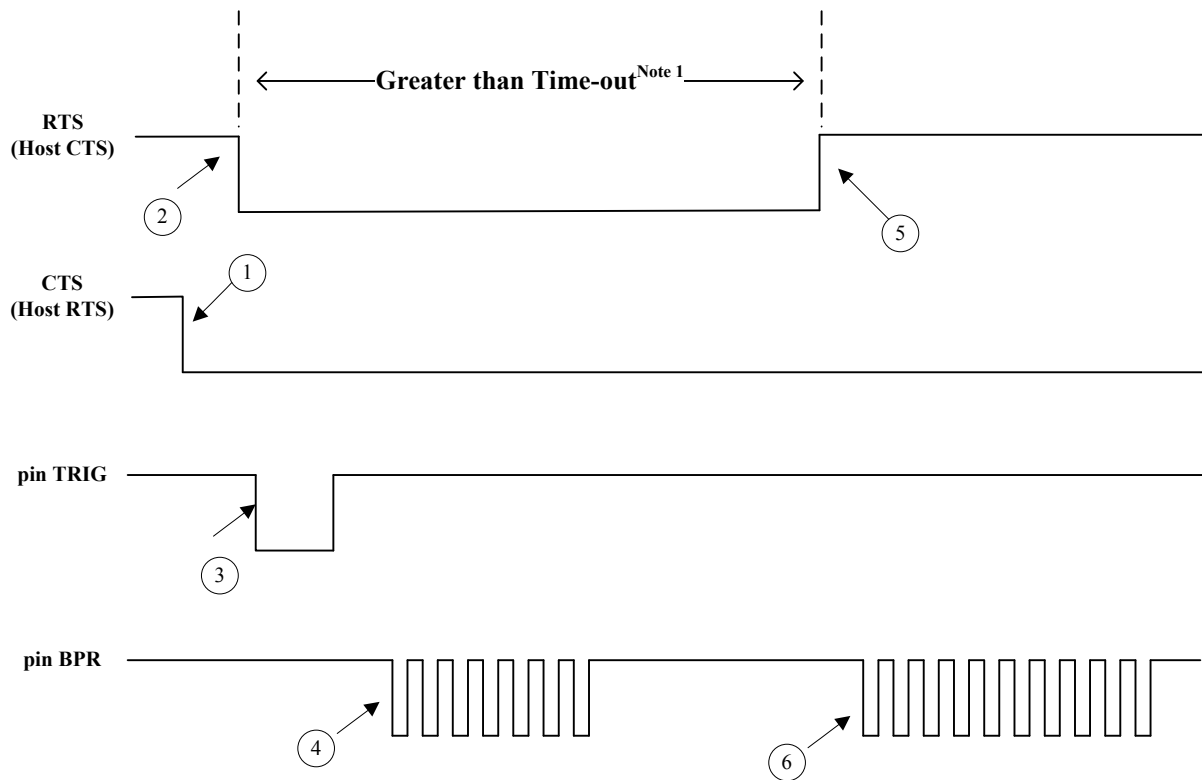 Greater than Time-out Note 1
RTS
(Host CTS)
2
5
1
CTS
(Host RTS)
pin TRIG
3
pin BPR
4
6